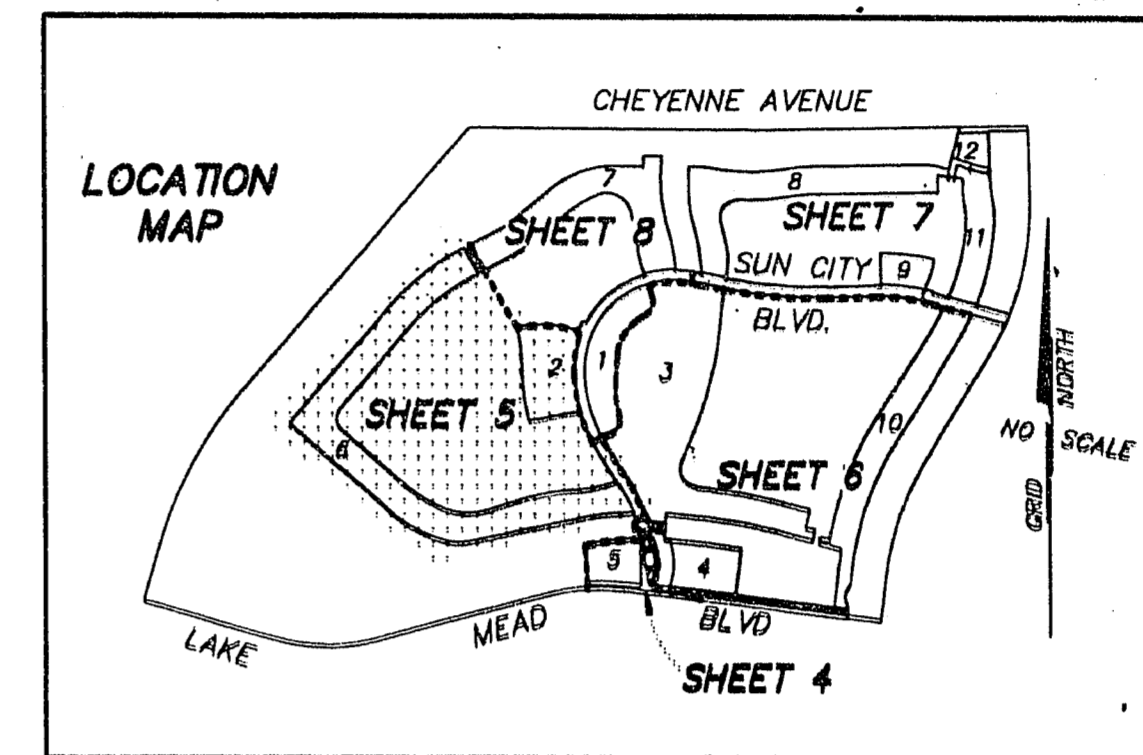 CHEYENNE AVENUE
LOCATION
MAP
12
7
8
SHEET 8
SHEET 7
11
SUN CITY
9
BLVD.
2
1
3
SHEET 5
10
NORTH
NO SCALE
6
SHEET 6
GRID
5
4
LAKE
MEAD
BLVD
SHEET 4